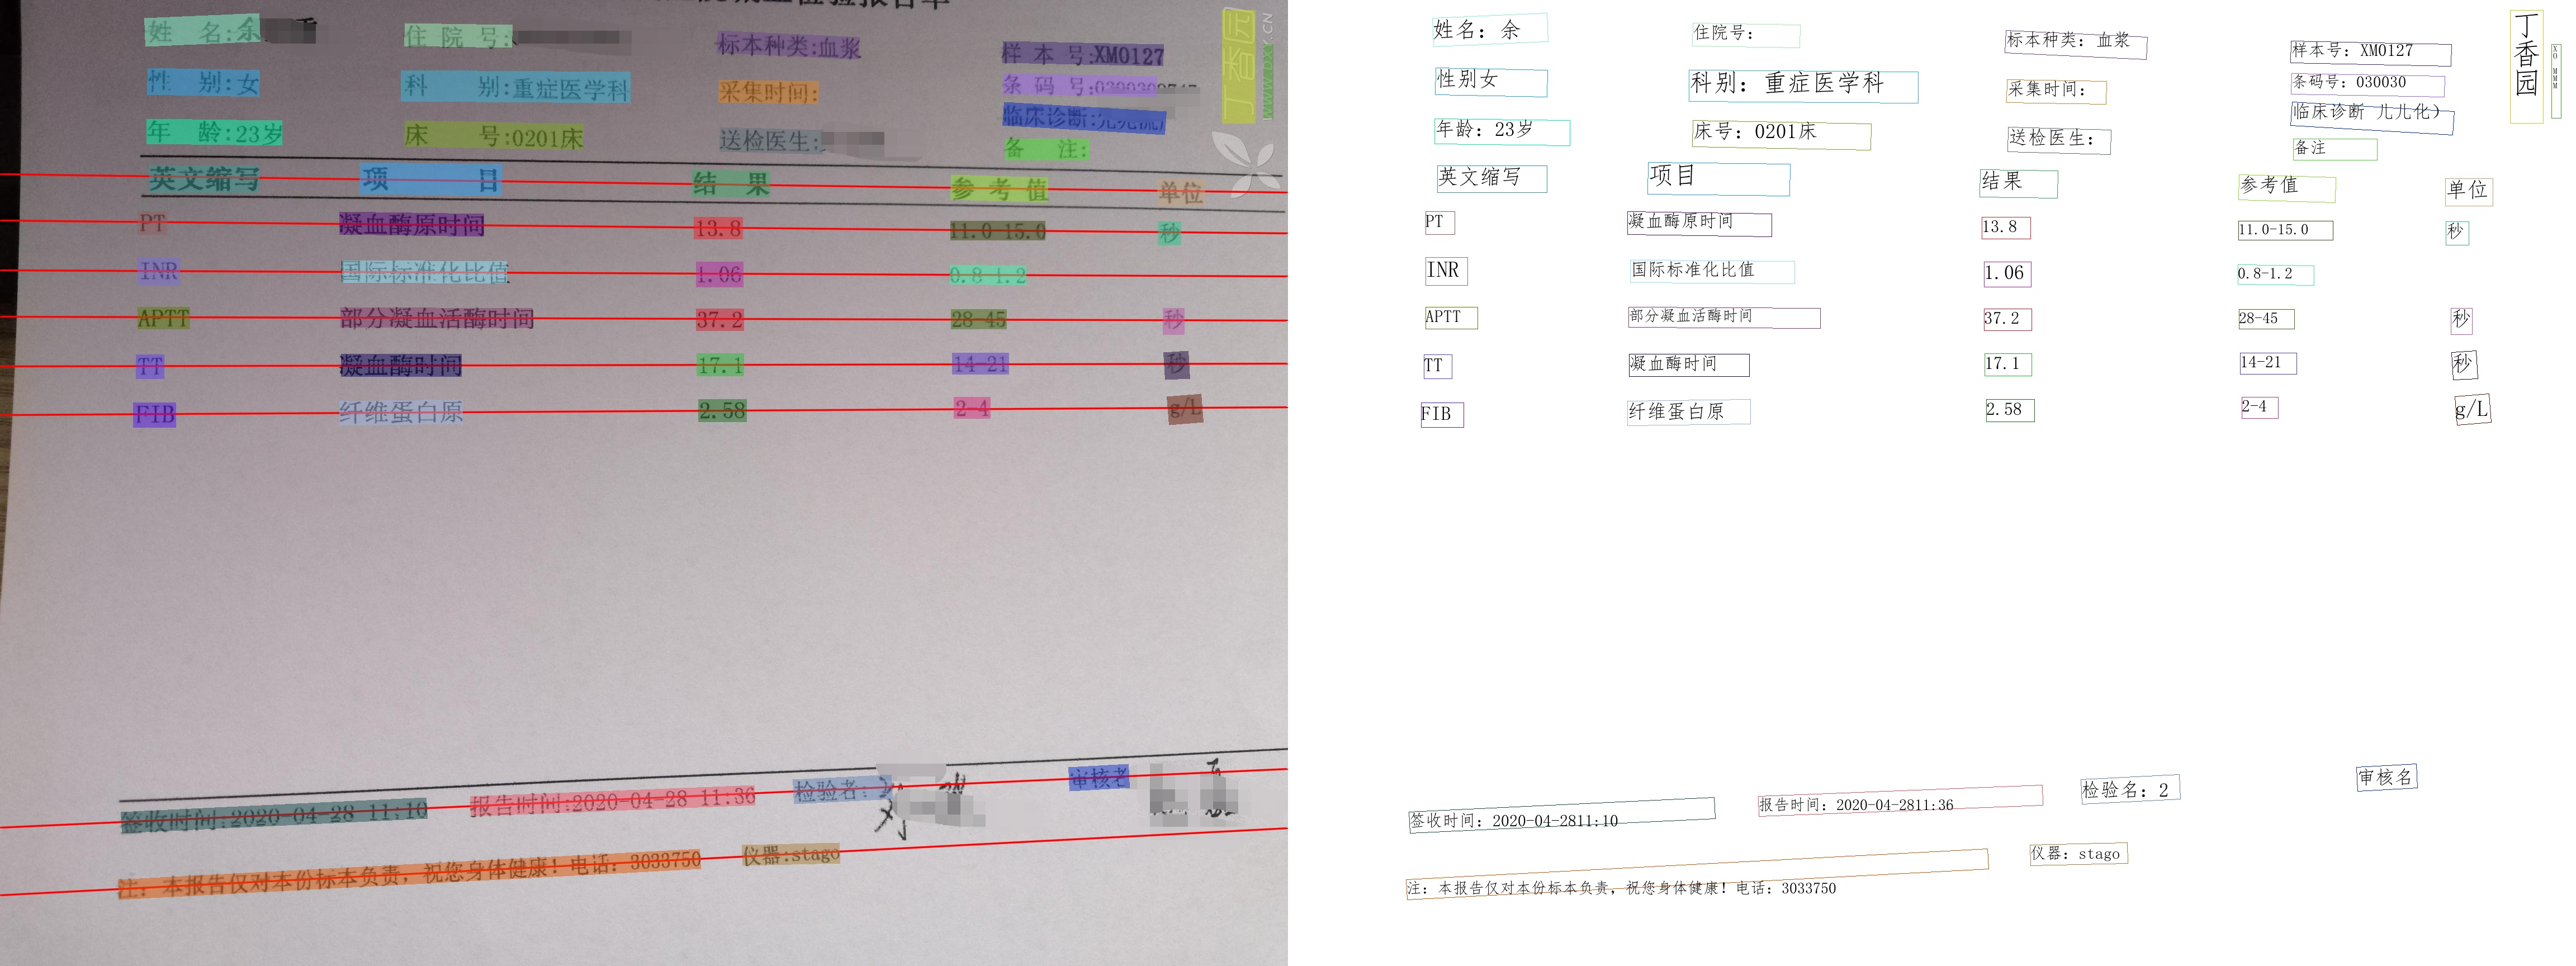 姓 名:余 住 院 号: 标本种类:血浆 样 本 号:XM0127
性 别:女 科 别:重症医学科 采集时间: 条 码 号:030030
年 龄:23岁 床 号:0201床 送检医生: 临床诊断:
备 注:
英文缩写 项 目 结 果 参 考 值 单位
PT 凝血酶原时间 13.8 11.0-15.0 秒
INR 国际标准化比值 1.06 0.8-1.2
APTT 部分凝血活酶时间 37.2 28-45 秒
TT 凝血酶时间 17.1 14-21 秒
FIB 纤维蛋白原 2.58 2-4 g/L
签收时间:2020-04-28 11:10 报告时间:2020-04-28 11:36 检验者: 审核者
注：本报告仅对本份标本负责，祝您身体健康！电话：3033750 仪器:stago
丁香园
姓名：余 住院号： 标本种类：血浆 样本号：XM0127
性别女 科别：重症医学科 采集时间： 条码号：030030
年龄：23岁 床号：0201床 送检医生： 临床诊断 儿儿化）
备注
英文缩写 项目 结果 参考值 单位
PT 凝血酶原时间 13.8 11.0-15.0 秒
INR 国际标准化比值 1.06 0.8-1.2
APTT 部分凝血活酶时间 37.2 28-45 秒
TT 凝血酶时间 17.1 14-21 秒
FIB 纤维蛋白原 2.58 2-4 g/L
签收时间：2020-04-2811:10 报告时间：2020-04-2811:36 检验名：2 审核名
注：本报告仅对本份标本负责，祝您身体健康！电话：3033750 仪器：stago
丁香园